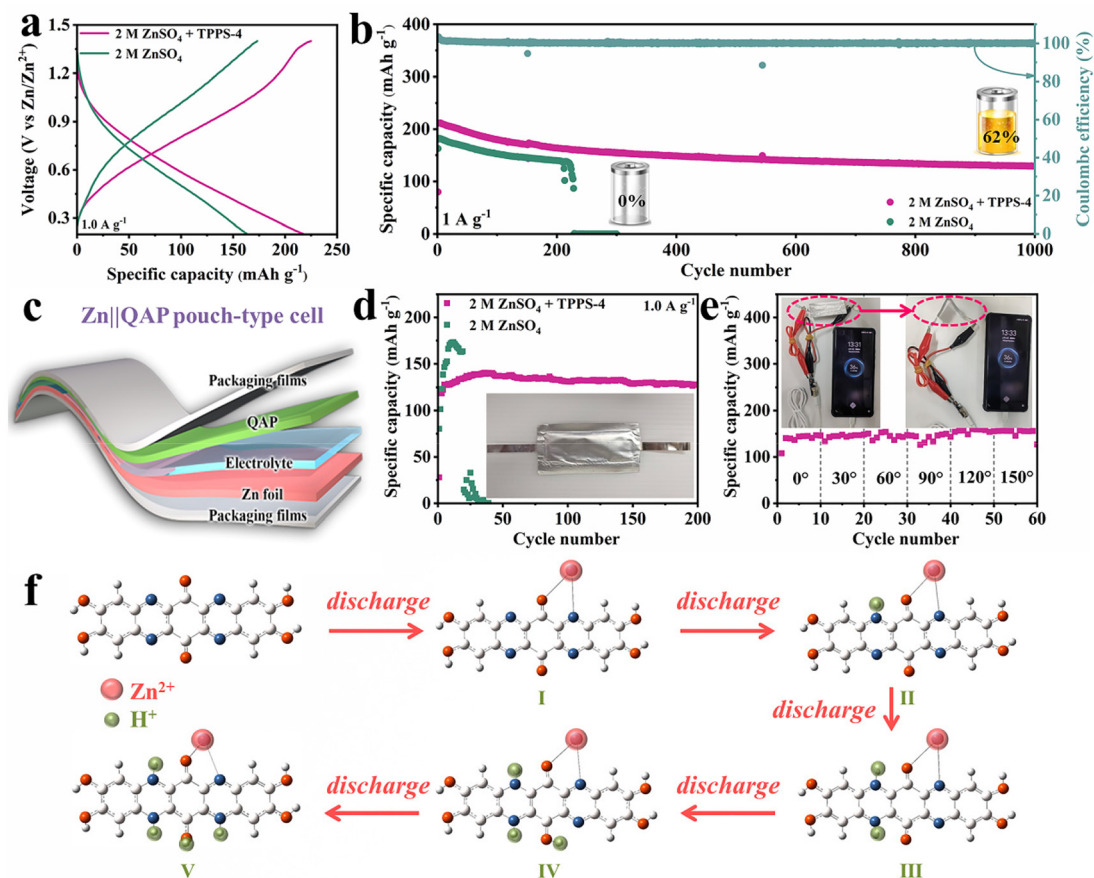 a
2 M ZnSO4 + TPPS-4
2 M ZnSO4
Voltage (V vs Zn/Zn2+)
1.5
1.2
0.9
0.6
0.3
1.0 A g-1
0 50 100 150 200 250
Specific capacity (mAh g-1)
b
Specific capacity (mAh g-1)
400
350
300
250
200
150
100
50
0
62%
0%
1 A g-1
2 M ZnSO4 + TPPS-4
2 M ZnSO4
0 200 400 600 800 1000
Cycle number
100
80
60
40
20
0
Coulombc efficiency (%)
c
Zn||QAP pouch-type cell
Packaging films
QAP
Electrolyte
Zn foil
Packaging films
d
2 M ZnSO4 + TPPS-4 1.0 A g-1
2 M ZnSO4
Specific capacity (mAh g-1)
200
150
100
50
0
0 50 100 150 200
Cycle number
e
Specific capacity (mAh g-1)
400
300
200
100
0
13:31
13:33
0° 30° 60° 90° 120° 150°
0 10 20 30 40 50 60
Cycle number
f
discharge
discharge
I
II
Zn2+
H+
discharge
discharge
discharge
V
IV
III